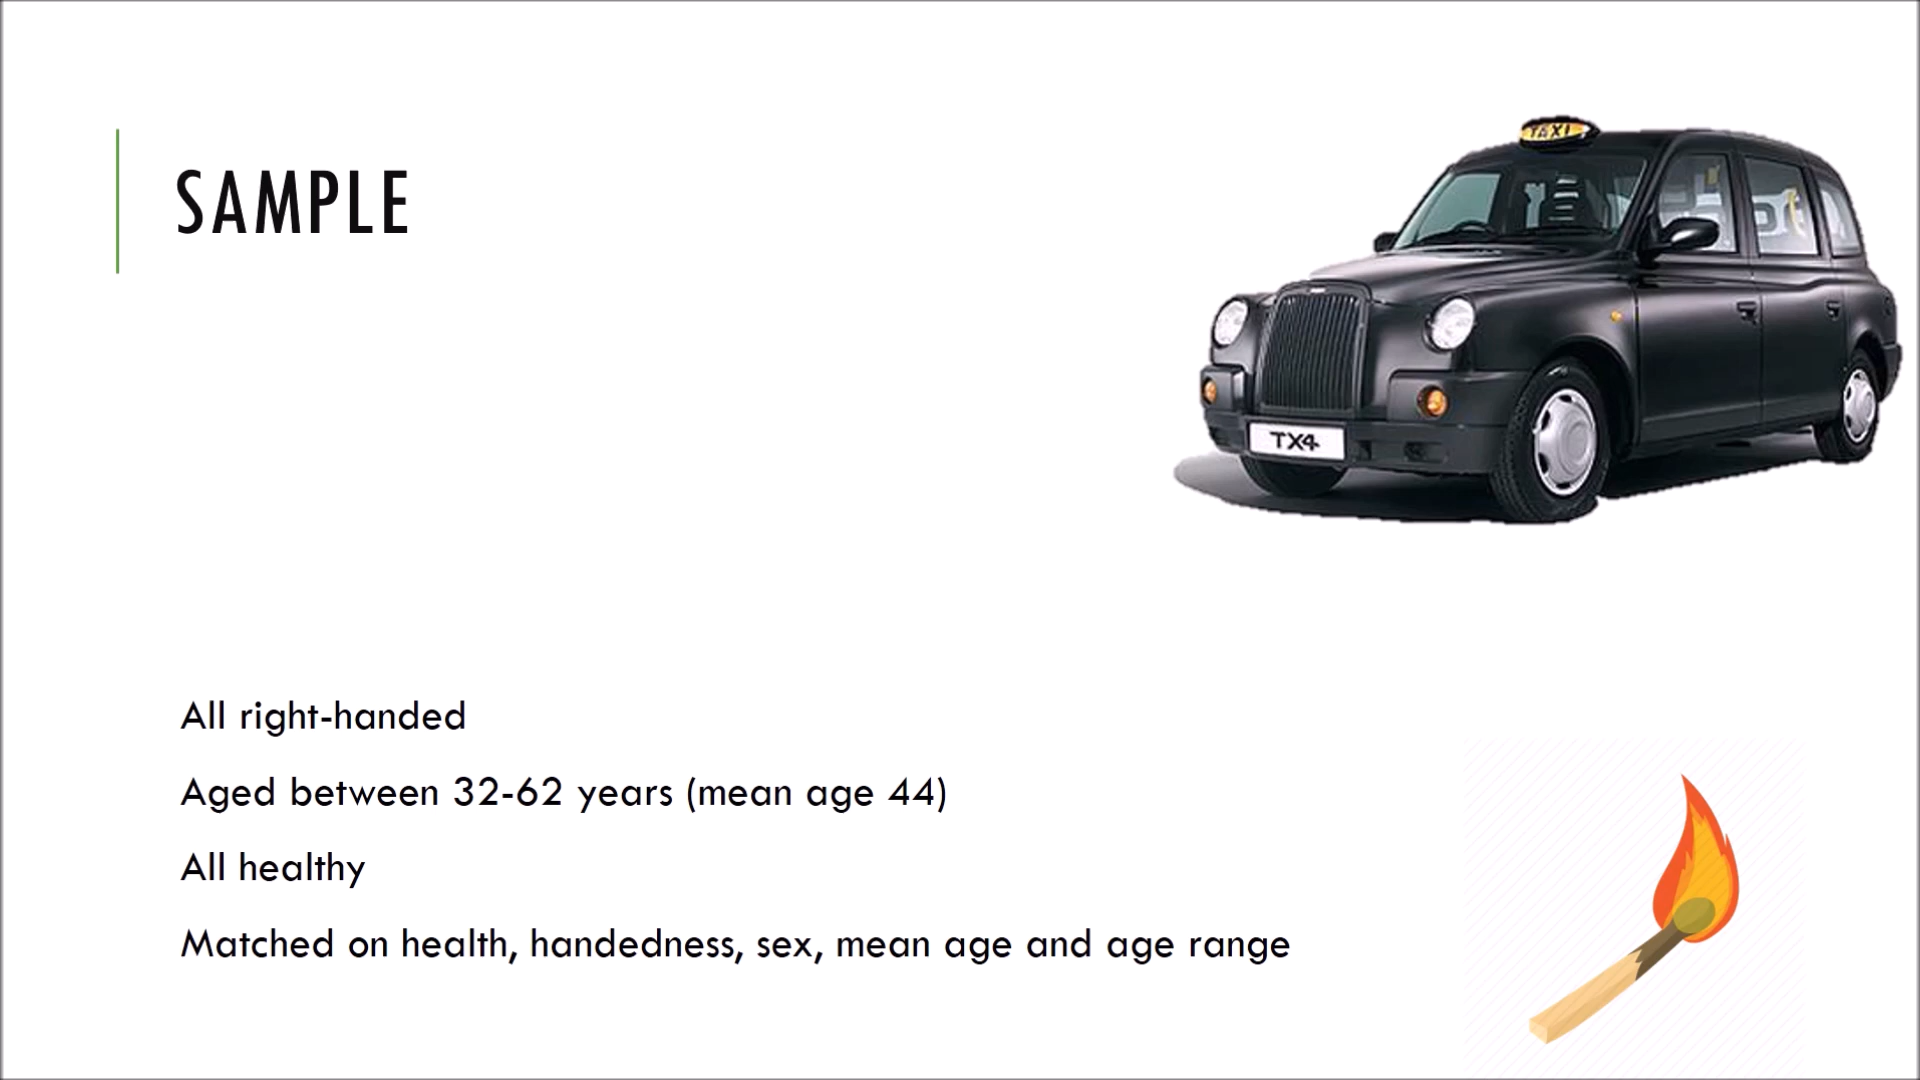 SAMPLE
TAXI
TX4
All right-handed
Aged between 32-62 years (mean age 44)
All healthy
Matched on health, handedness, sex, mean age and age range